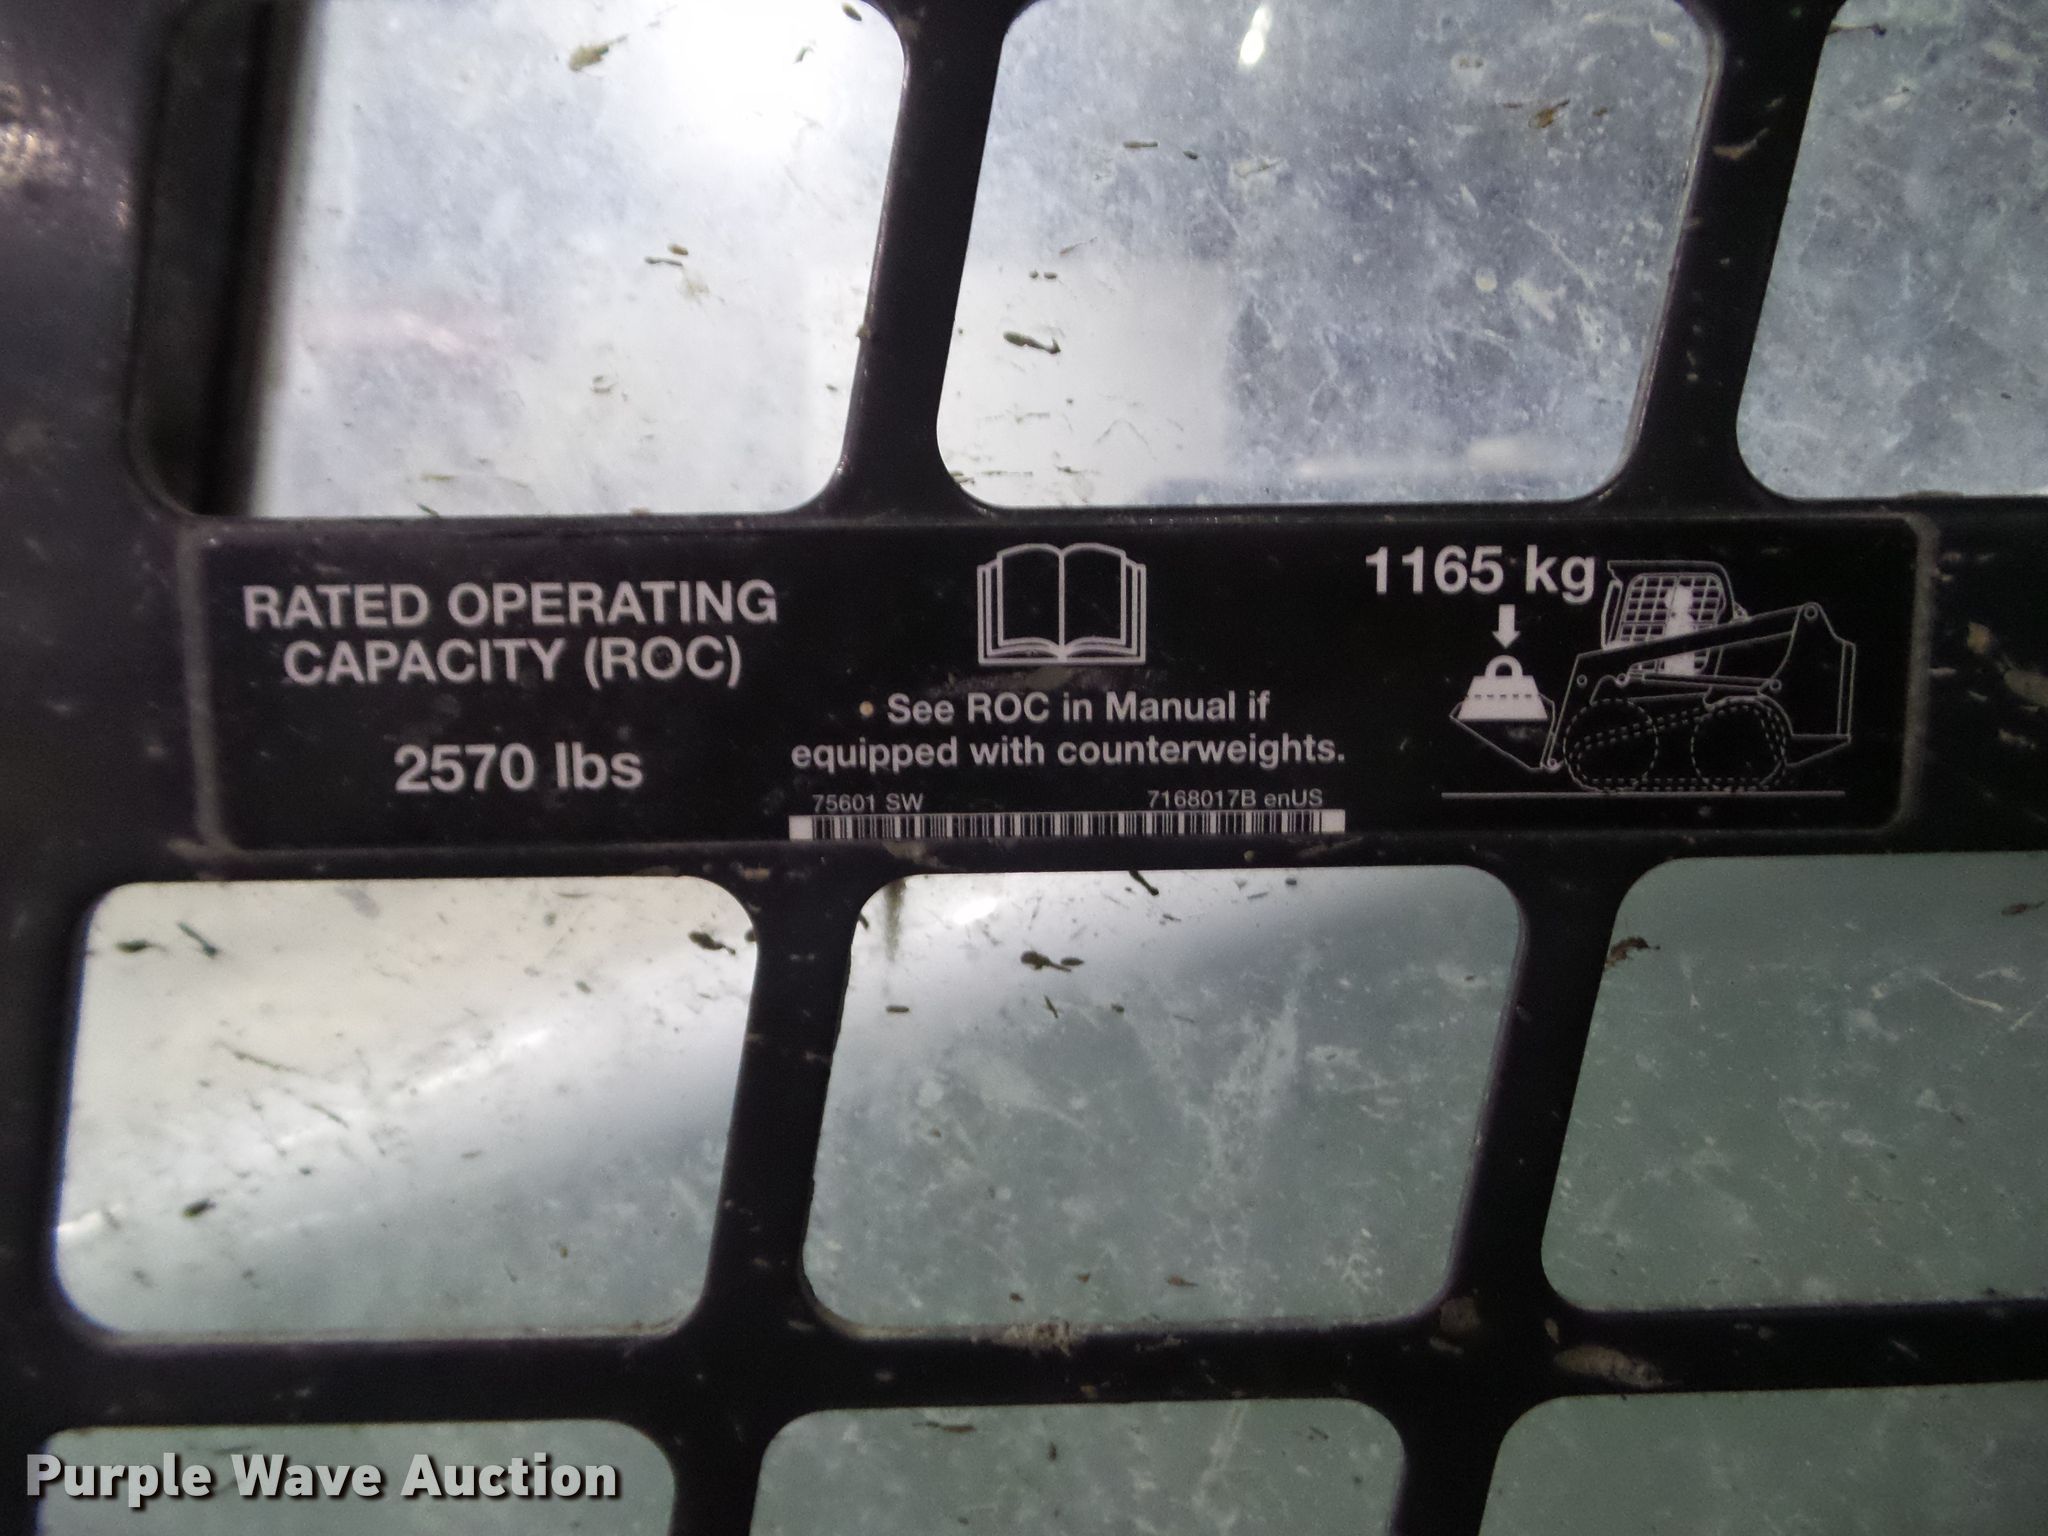 RATED OPERATING
CAPACITY (ROC)
2570 lbs
• See ROC in Manual if
equipped with counterweights.
75601 SW 7168017B enUS
1165 kg
Purple Wave Auction